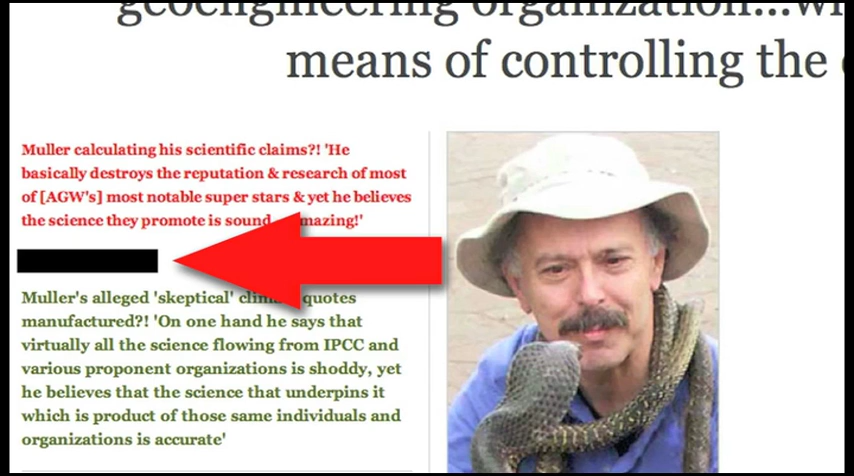 geoengineering organization...
means of controlling the
Muller calculating his scientific claims?! 'He
basically destroys the reputation & research of most
of [AGW's] most notable super stars & yet he believes
the science they promote is sound
Muller's alleged 'skeptical' quotes
manufactured?! 'On one hand he says that
virtually all the science flowing from IPCC and
various proponent organizations is shoddy, yet
he believes that the science that underpins it
which is product of those same individuals and
organizations is accurate'